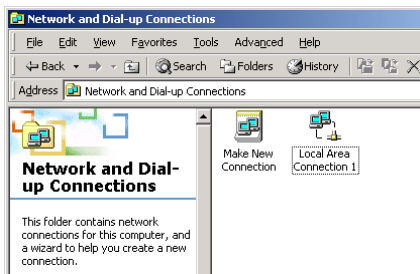 Network and Dial-up Connections
File Edit View Favorites Tools Advanced Help
Back Search Folders History
Address Network and Dial-up Connections
Network and Dial-
up Connections
This folder contains network
connections for this computer, and
a wizard to help you create a new
connection.
Make New
Connection
Local Area
Connection 1